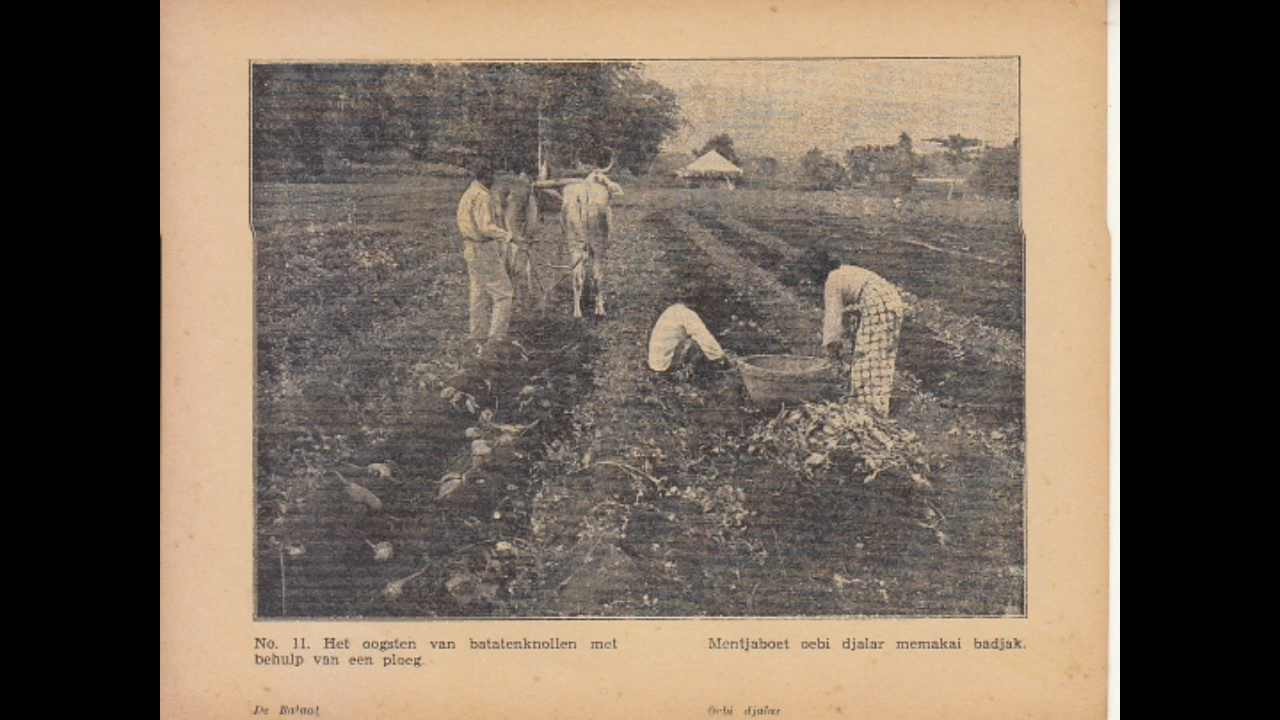 No. 11. Het oogsten van batatenknollen met
behulp van een ploeg.
Mentjaboet oebi djalar memakai badjak.
De Bataat
Oebi djalar